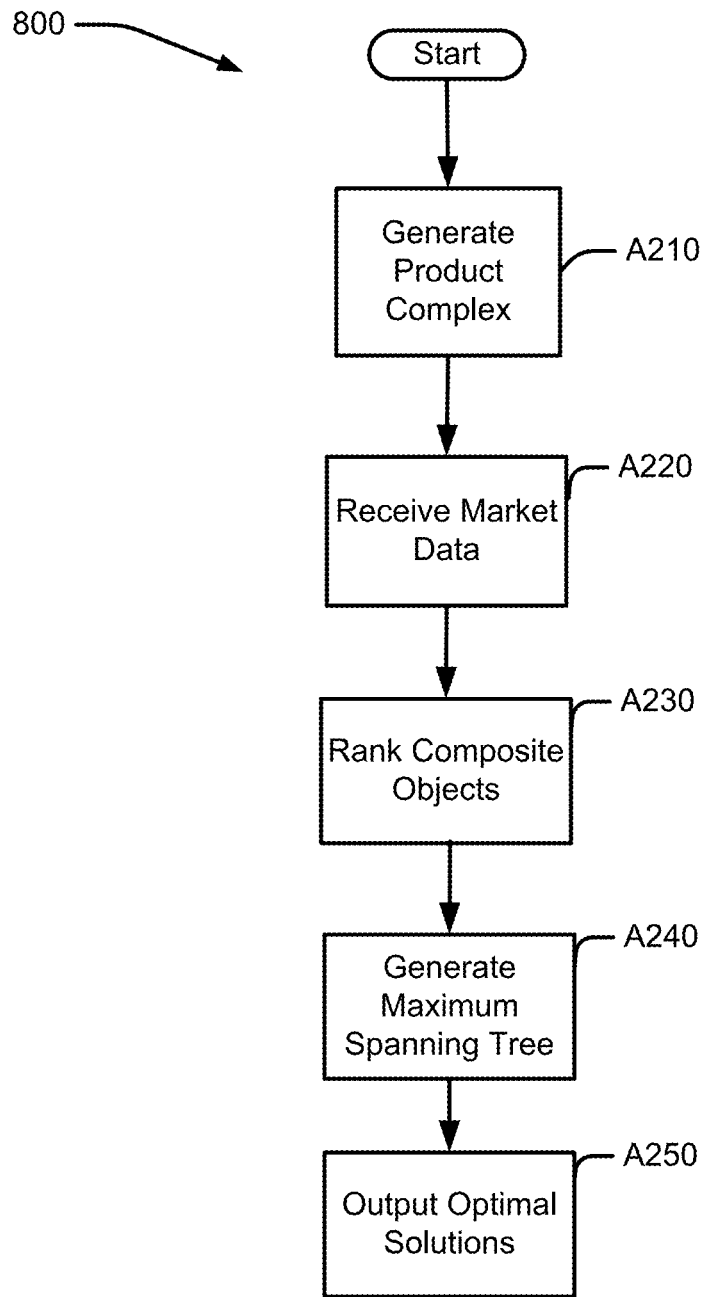 800
Start
Generate
Product
Complex
A210
Receive Market
Data
A220
Rank Composite
Objects
A230
Generate
Maximum
Spanning Tree
A240
Output Optimal
Solutions
A250